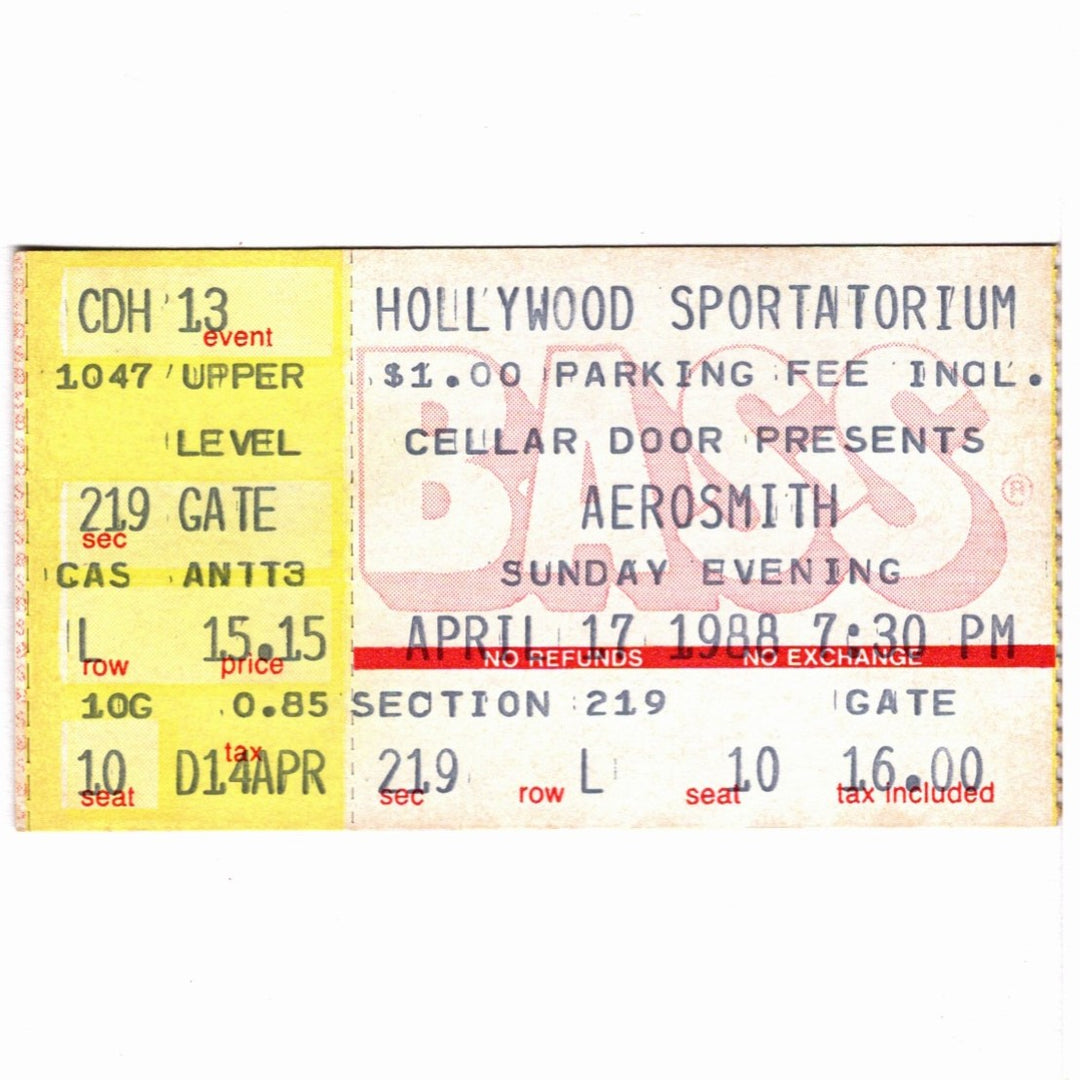 CDH 13
event
1047 UPPER
LEVEL
219 GATE
sec
CAS ANTT3
L 15.15
row price
10G 0.85
tax
10 D14APR
seat
HOLLYWOOD SPORTATORIUM
$1.00 PARKING FEE INCL.
CELLAR DOOR PRESENTS
BASS ®
AEROSMITH
SUNDAY EVENING
APRIL 17 1988 7:30 PM
NO REFUNDS NO EXCHANGE
SECTION 219 GATE
219 L 10 16.00
sec row seat tax included